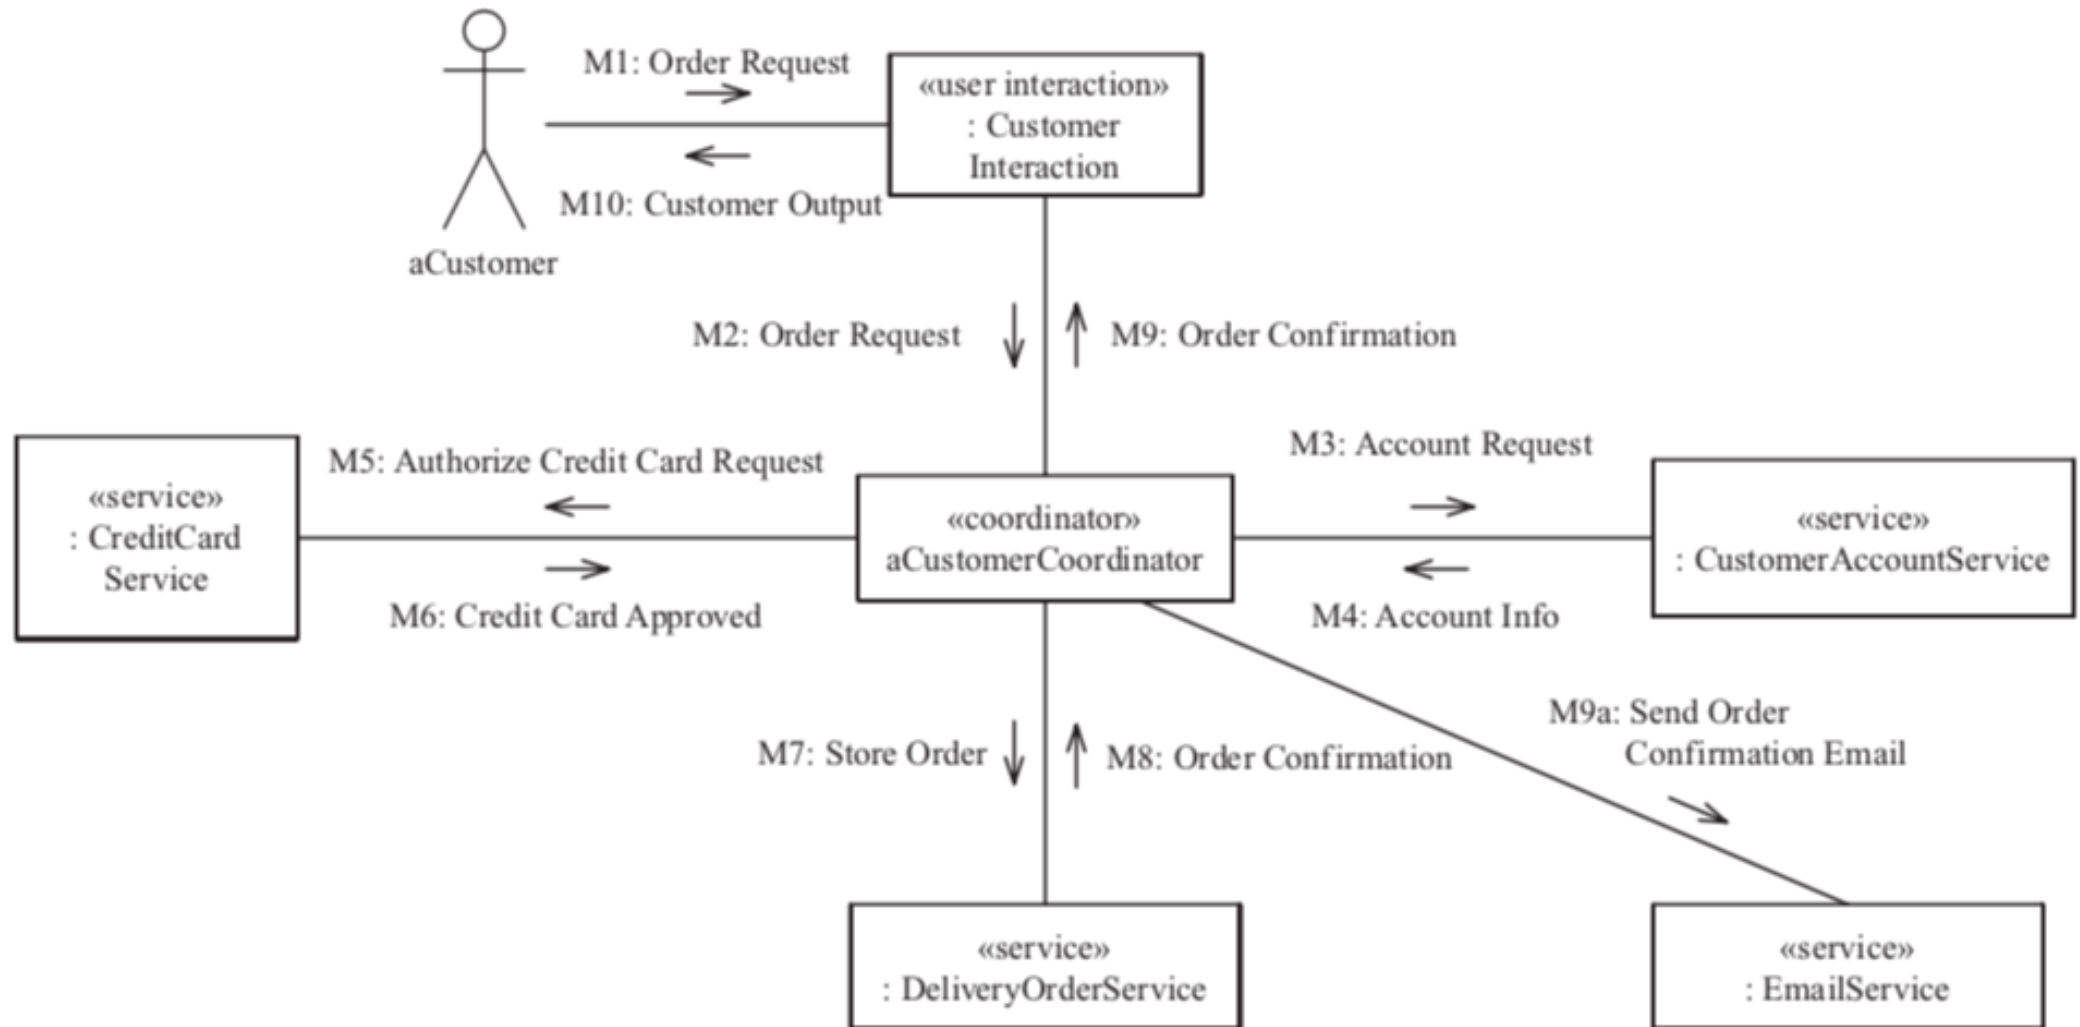 M1: Order Request
«user interaction»
: Customer
Interaction
M10: Customer Output
aCustomer
M2: Order Request
M9: Order Confirmation
M5: Authorize Credit Card Request
M3: Account Request
«service»
: CreditCard
Service
«coordinator»
aCustomerCoordinator
«service»
: CustomerAccountService
M6: Credit Card Approved
M4: Account Info
M7: Store Order
M8: Order Confirmation
M9a: Send Order
Confirmation Email
«service»
: DeliveryOrderService
«service»
: EmailService